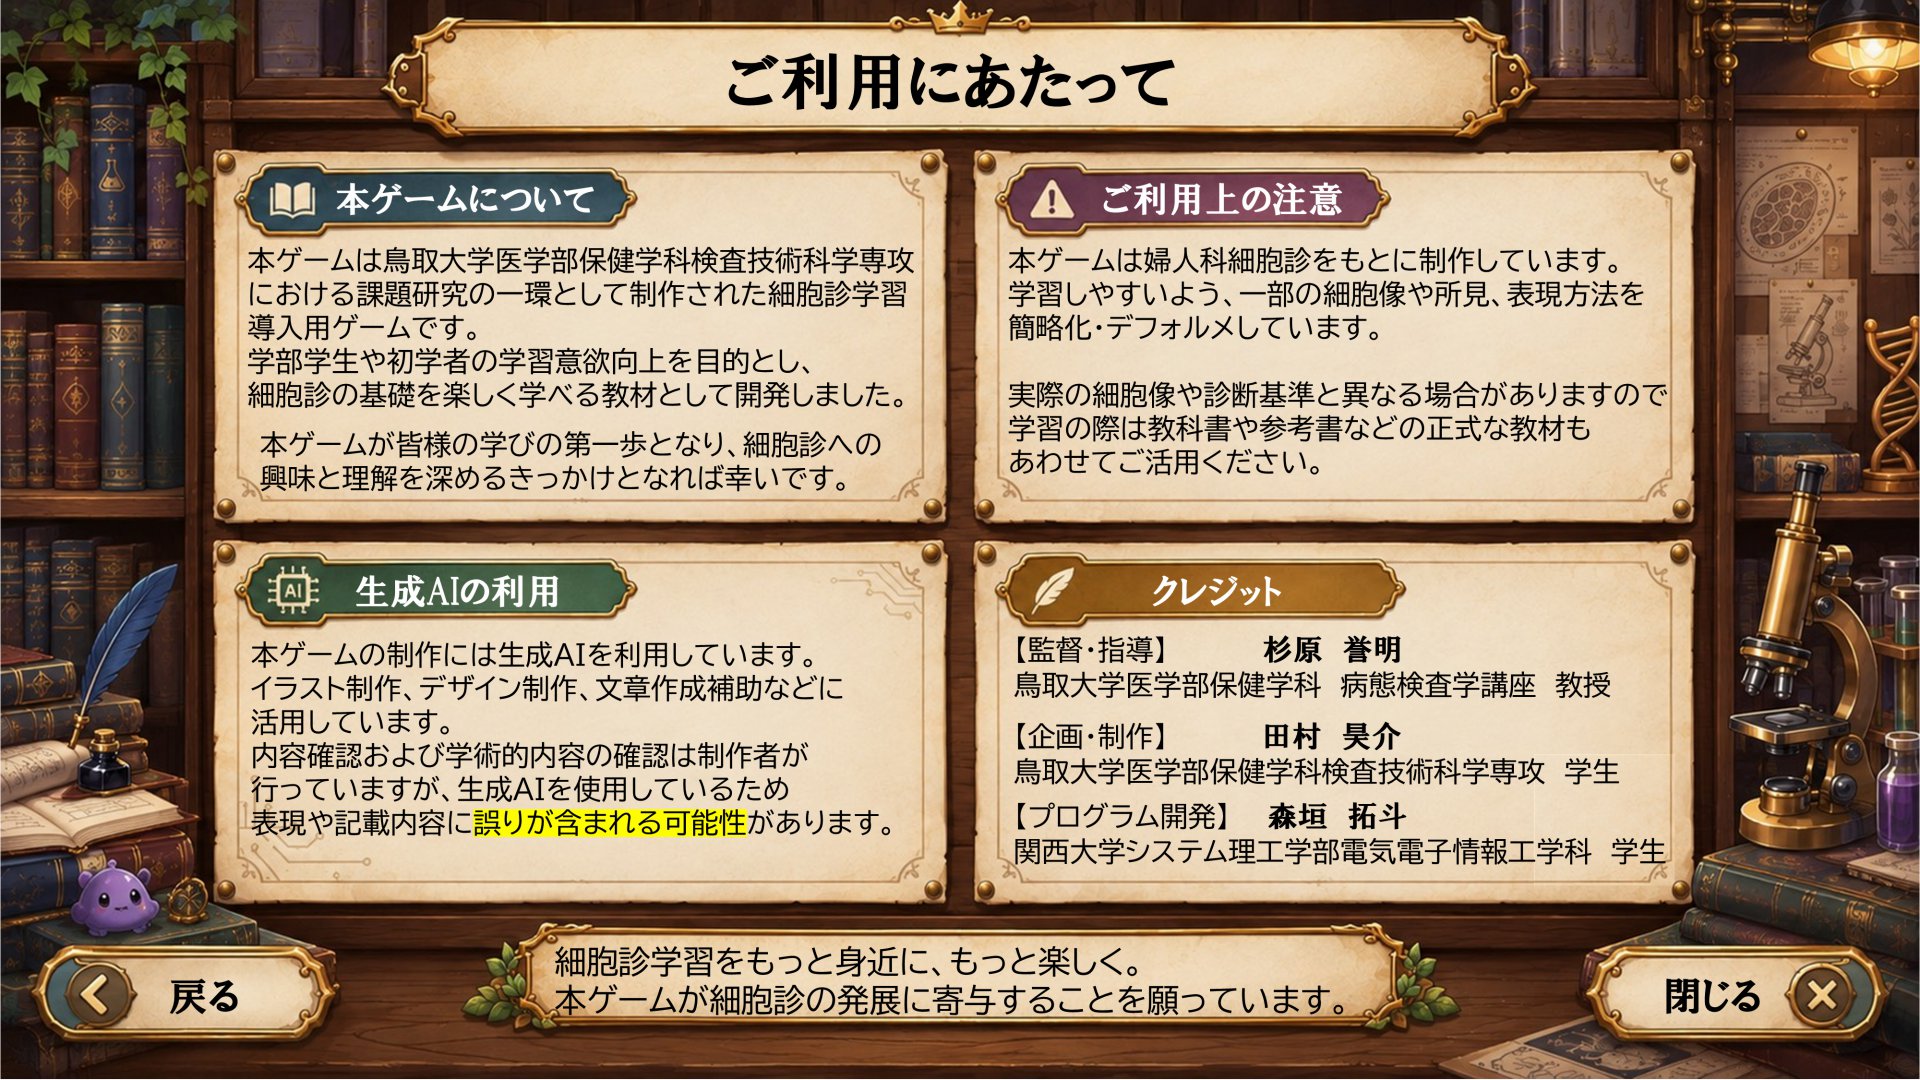 ご利用にあたって
本ゲームについて
本ゲームは鳥取大学医学部保健学科検査技術科学専攻
における課題研究の一環として制作された細胞診学習
導入用ゲームです。
学部学生や初学者の学習意欲向上を目的とし、
細胞診の基礎を楽しく学べる教材として開発しました。
本ゲームが皆様の学びの第一歩となり、細胞診への
興味と理解を深めるきっかけとなれば幸いです。
ご利用上の注意
本ゲームは婦人科細胞診をもとに制作しています。
学習しやすいよう、一部の細胞像や所見、表現方法を
簡略化・デフォルメしています。
実際の細胞像や診断基準と異なる場合がありますので
学習の際は教科書や参考書などの正式な教材も
あわせてご活用ください。
AI
生成AIの利用
本ゲームの制作には生成AIを利用しています。
イラスト制作、デザイン制作、文章作成補助などに
活用しています。
内容確認および学術的内容の確認は制作者が
行っていますが、生成AIを使用しているため
表現や記載内容に誤りが含まれる可能性があります。
クレジット
【監督・指導】 杉原 誉明
鳥取大学医学部保健学科 病態検査学講座 教授
【企画・制作】 田村 昊介
鳥取大学医学部保健学科検査技術科学専攻 学生
【プログラム開発】 森垣 拓斗
関西大学システム理工学部電気電子情報工学科 学生
細胞診学習をもっと身近に、もっと楽しく。
本ゲームが細胞診の発展に寄与することを願っています。
戻る
閉じる